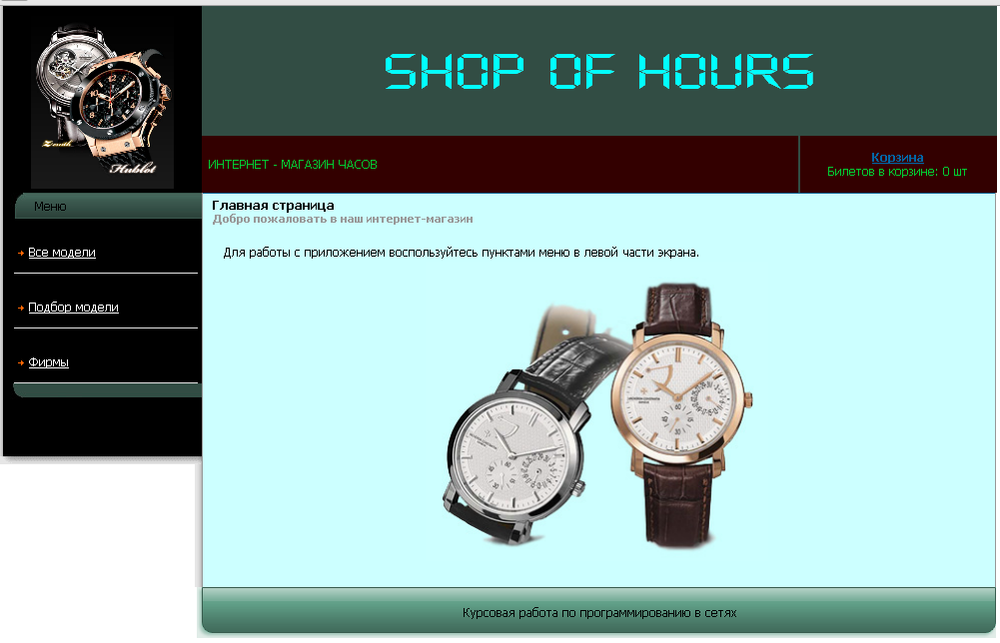 SHOP OF HOURS
Zenith
Hublot
ИНТЕРНЕТ - МАГАЗИН ЧАСОВ
Корзина
Билетов в корзине: 0 шт
Меню
Все модели
Подбор модели
Фирмы
Главная страница
Добро пожаловать в наш интернет-магазин
Для работы с приложением воспользуйтесь пунктами меню в левой части экрана.
Курсовая работа по программированию в сетях